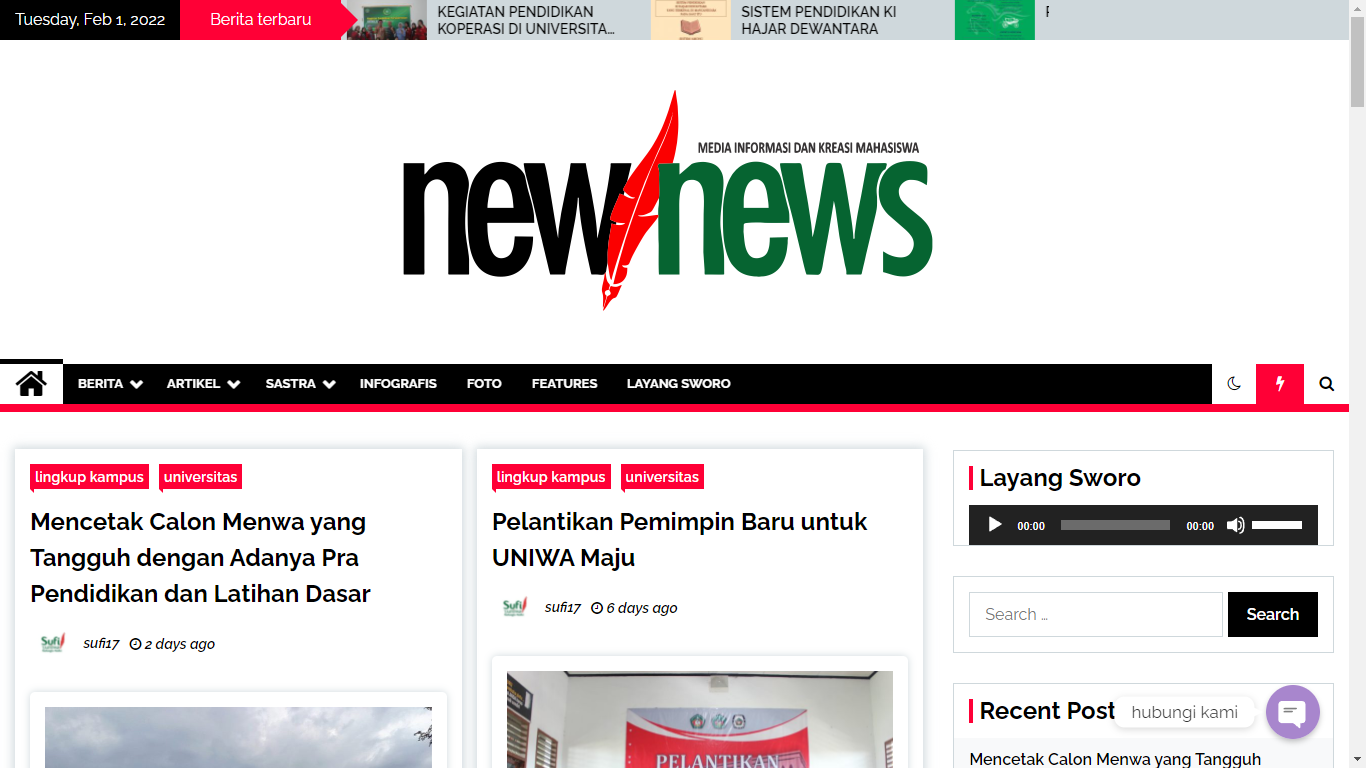 Tuesday, Feb 1, 2022
Berita terbaru
KEGIATAN PENDIDIKAN
KOPERASI DI UNIVERSITA...
SISTEM PENDIDIKAN KI
HAJAR DEWANTARA
MEDIA INFORMASI DAN KREASI MAHASISWA
new news
BERITA
ARTIKEL
SASTRA
INFOGRAFIS
FOTO
FEATURES
LAYANG SWORO
lingkup kampus
universitas
Mencetak Calon Menwa yang
Tangguh dengan Adanya Pra
Pendidikan dan Latihan Dasar
Sufi
sufi17
2 days ago
lingkup kampus
universitas
Pelantikan Pemimpin Baru untuk
UNIWA Maju
Sufi
sufi17
6 days ago
PELANTIKAN
Layang Sworo
00:00
00:00
Search …
Search
Recent Post
hubungi kami
Mencetak Calon Menwa yang Tangguh